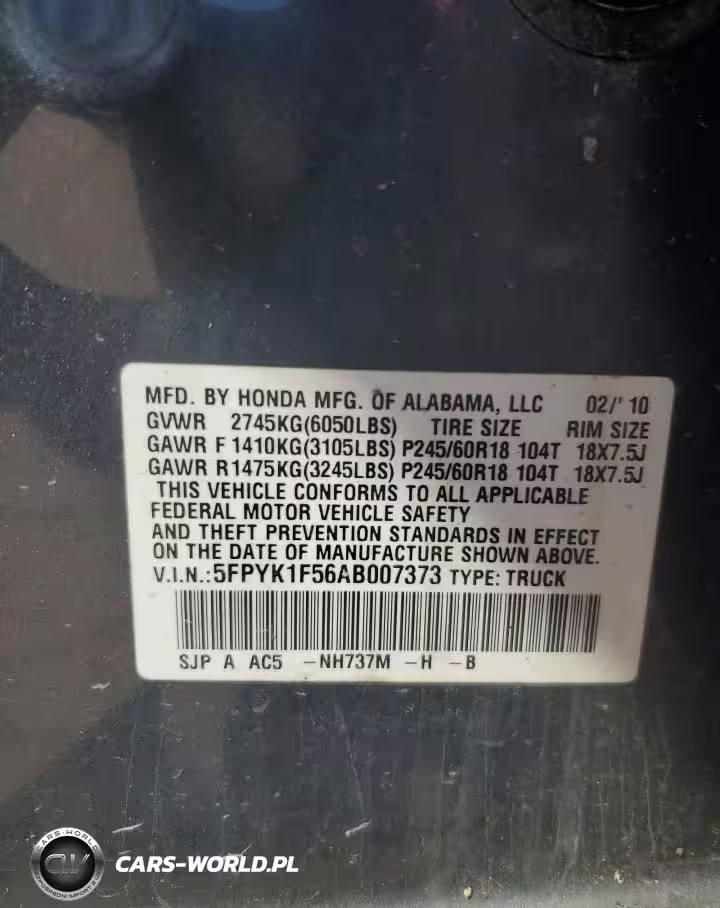 MFD. BY HONDA MFG. OF ALABAMA, LLC 02/'10
GVWR 2745KG(6050LBS) TIRE SIZE RIM SIZE
GAWR F 1410KG(3105LBS) P245/60R18 104T 18X7.5J
GAWR R 1475KG(3245LBS) P245/60R18 104T 18X7.5J
THIS VEHICLE CONFORMS TO ALL APPLICABLE
FEDERAL MOTOR VEHICLE SAFETY
AND THEFT PREVENTION STANDARDS IN EFFECT
ON THE DATE OF MANUFACTURE SHOWN ABOVE.
V.I.N.:5FPYK1F56AB007373 TYPE: TRUCK
SJP A AC5 -NH737M -H -B
CARS-WORLD
CARS-WORLD.PL